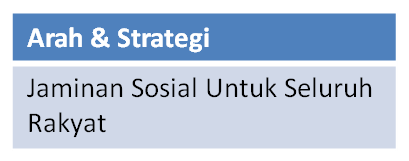 Arah & Strategi
Jaminan Sosial Untuk Seluruh
Rakyat